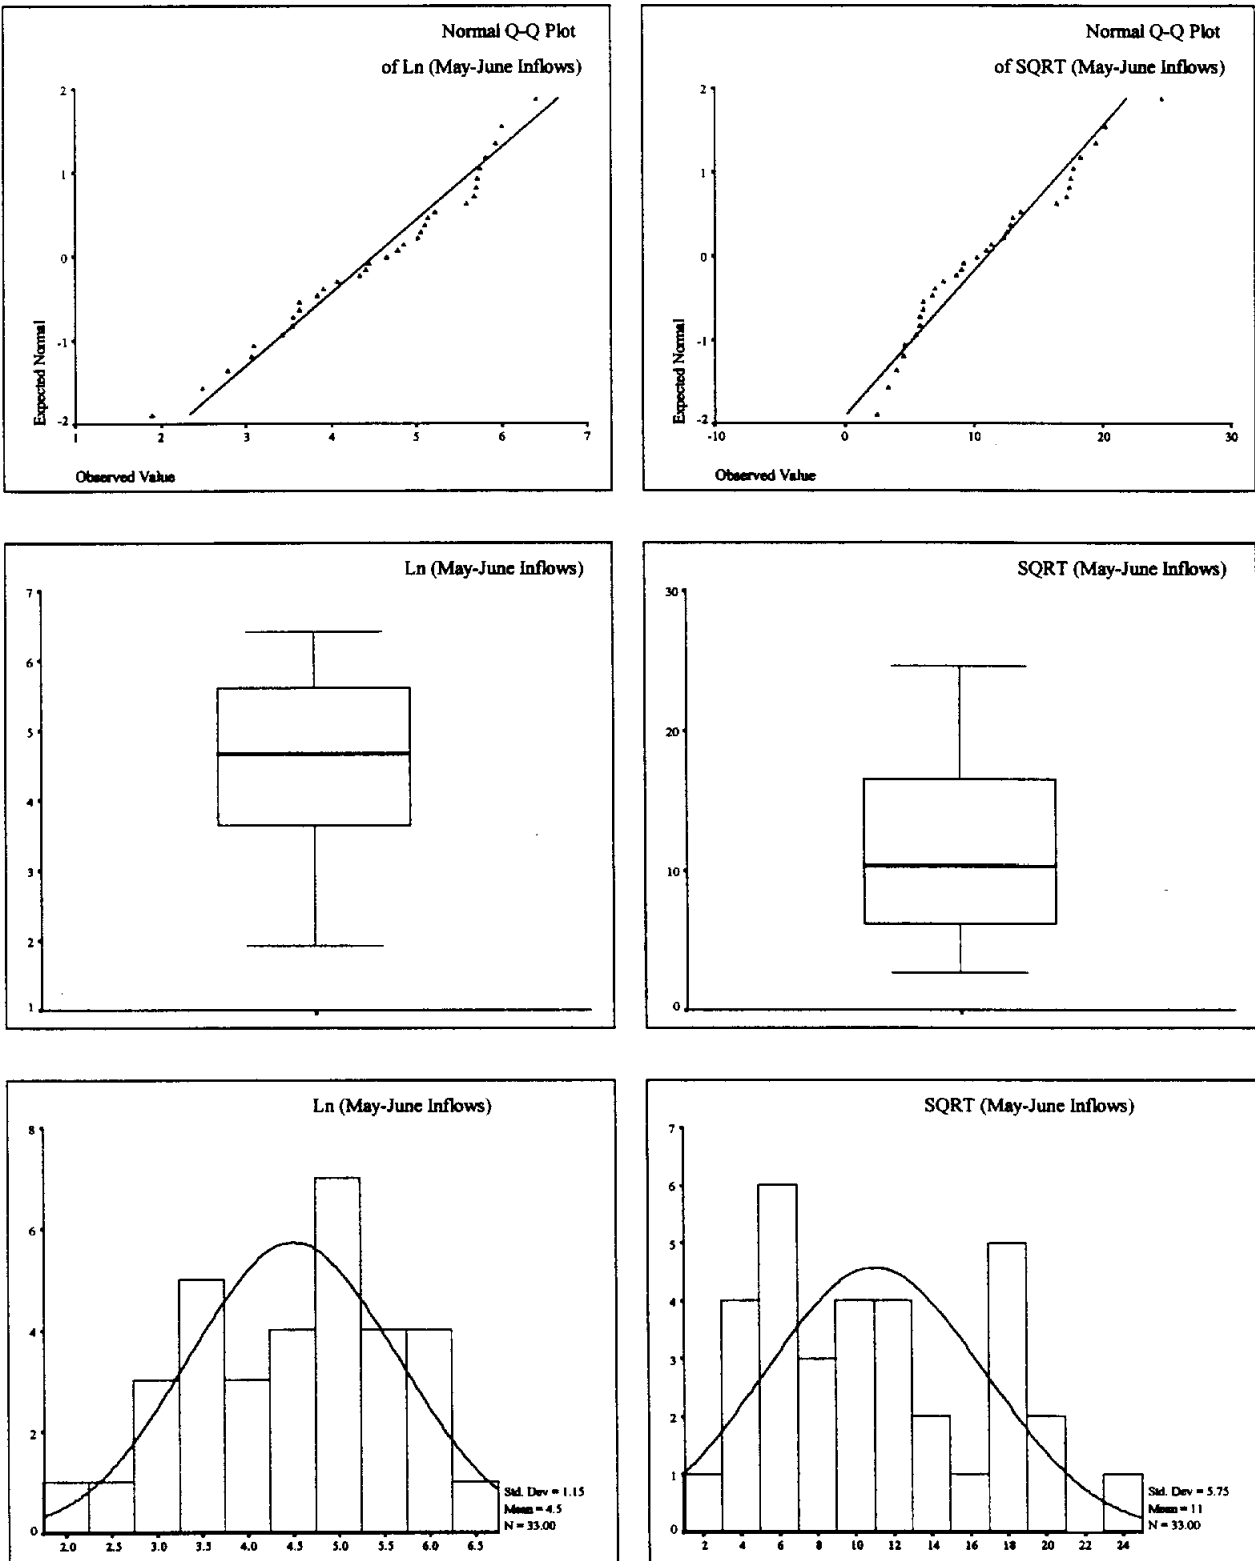 Normal Q-Q Plot
of Ln (May-June Inflows)
2
1
0
-1
-2
Expected Normal
1 2 3 4 5 6 7
Observed Value
Normal Q-Q Plot
of SQRT (May-June Inflows)
2
1
0
-1
-2
Expected Normal
-10 0 10 20 30
Observed Value
Ln (May-June Inflows)
7
6
5
4
3
2
1
SQRT (May-June Inflows)
30
20
10
0
Ln (May-June Inflows)
8
6
4
2
0
2.0 2.5 3.0 3.5 4.0 4.5 5.0 5.5 6.0 6.5
Std. Dev = 1.15
Mean = 4.5
N = 33.00
SQRT (May-June Inflows)
7
6
5
4
3
2
1
0
2 4 6 8 10 12 14 16 18 20 22 24
Std. Dev = 5.75
Mean = 11
N = 33.00